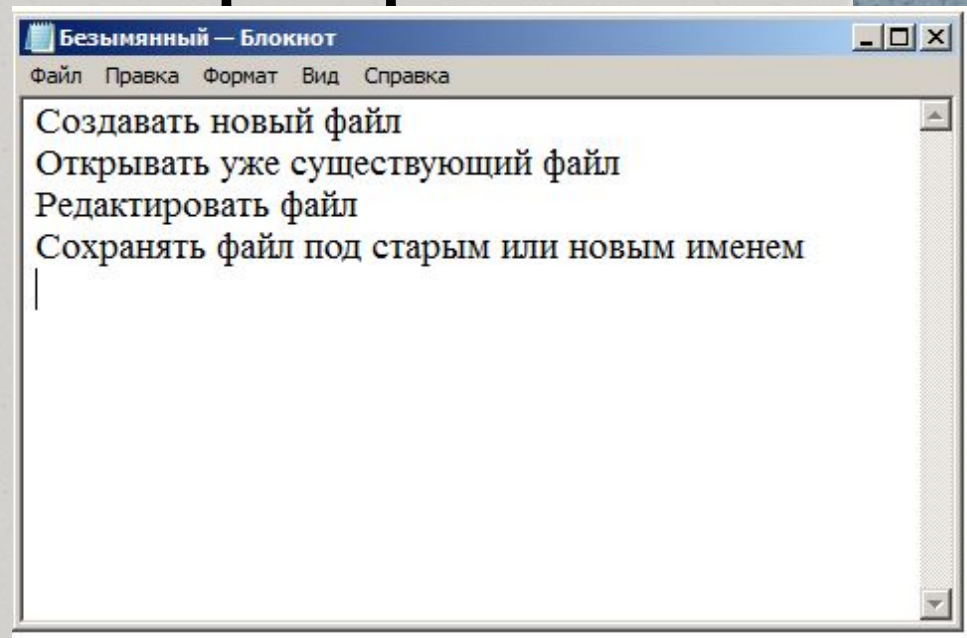 Безымянный — Блокнот
Файл Правка Формат Вид Справка
Создавать новый файл
Открывать уже существующий файл
Редактировать файл
Сохранять файл под старым или новым именем